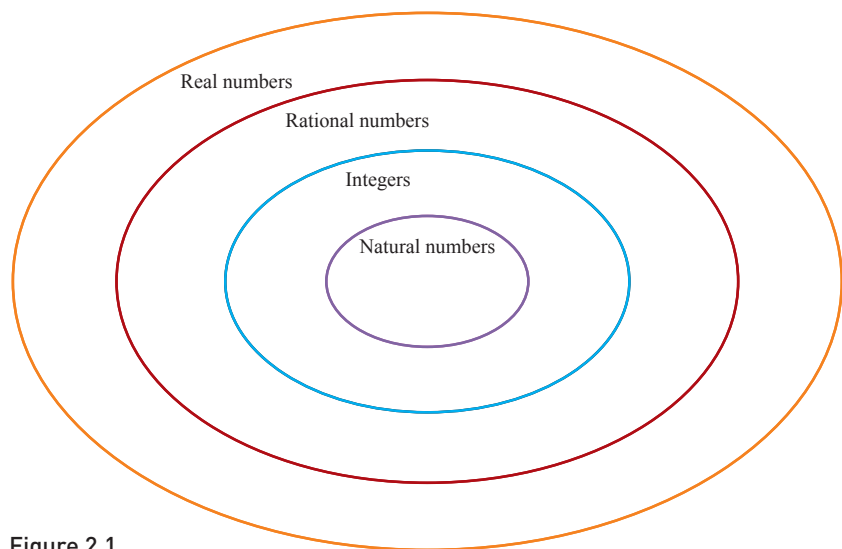 Real numbers
Rational numbers
Integers
Natural numbers
Figure 2.1